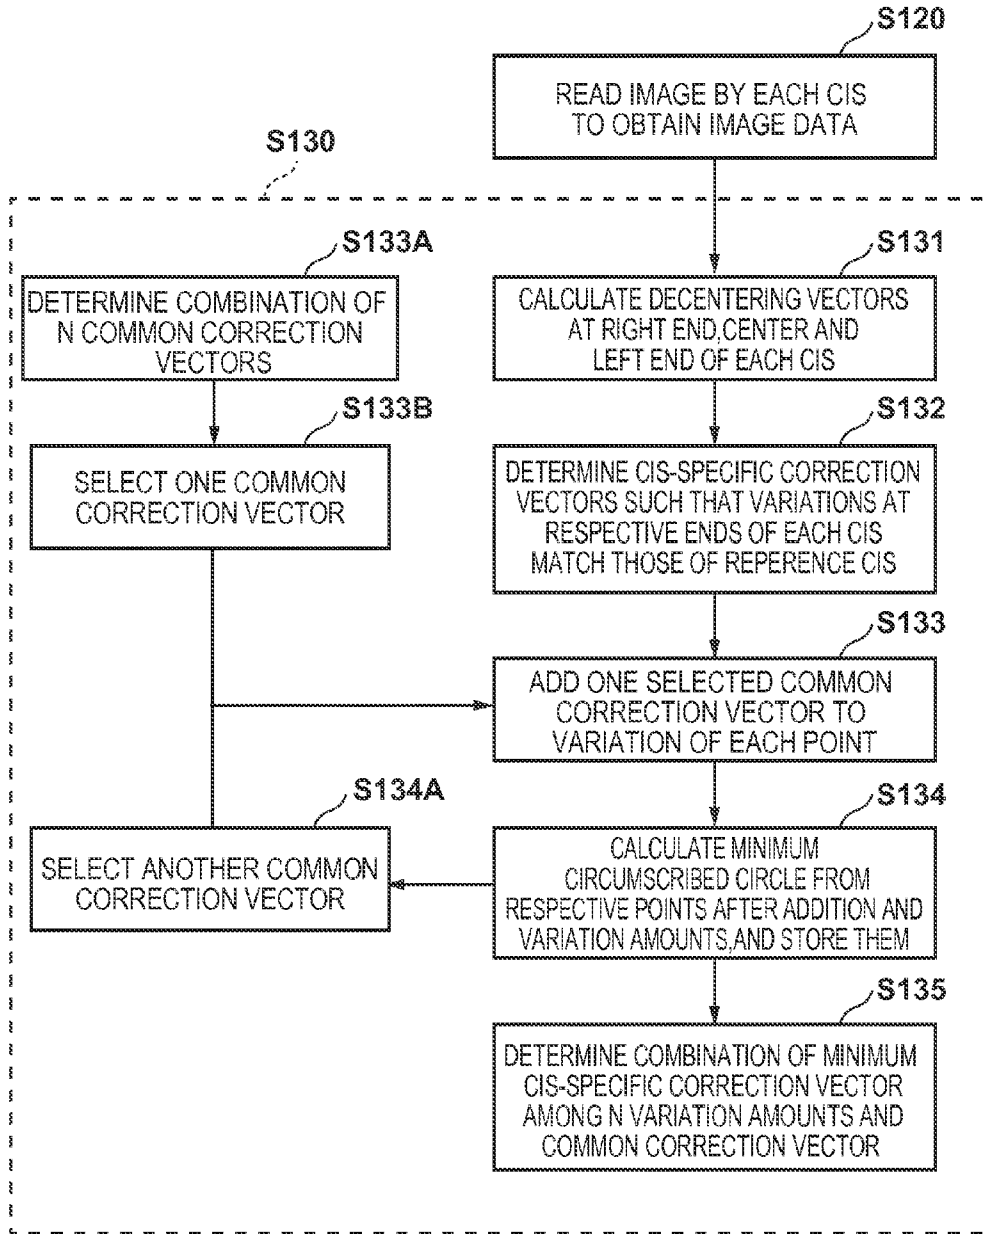 S120
READ IMAGE BY EACH CIS
TO OBTAIN IMAGE DATA
S130
S133A
DETERMINE COMBINATION OF
N COMMON CORRECTION
VECTORS
S133B
SELECT ONE COMMON
CORRECTION VECTOR
S134A
SELECT ANOTHER COMMON
CORRECTION VECTOR
S131
CALCULATE DECENTERING VECTORS
AT RIGHT END,CENTER AND
LEFT END OF EACH CIS
S132
DETERMINE CIS-SPECIFIC CORRECTION
VECTORS SUCH THAT VARIATIONS AT
RESPECTIVE ENDS OF EACH CIS
MATCH THOSE OF REPERENCE CIS
S133
ADD ONE SELECTED COMMON
CORRECTION VECTOR TO
VARIATION OF EACH POINT
S134
CALCULATE MINIMUM
CIRCUMSCRIBED CIRCLE FROM
RESPECTIVE POINTS AFTER ADDITION AND
VARIATION AMOUNTS,AND STORE THEM
S135
DETERMINE COMBINATION OF MINIMUM
CIS-SPECIFIC CORRECTION VECTOR
AMONG N VARIATION AMOUNTS AND
COMMON CORRECTION VECTOR